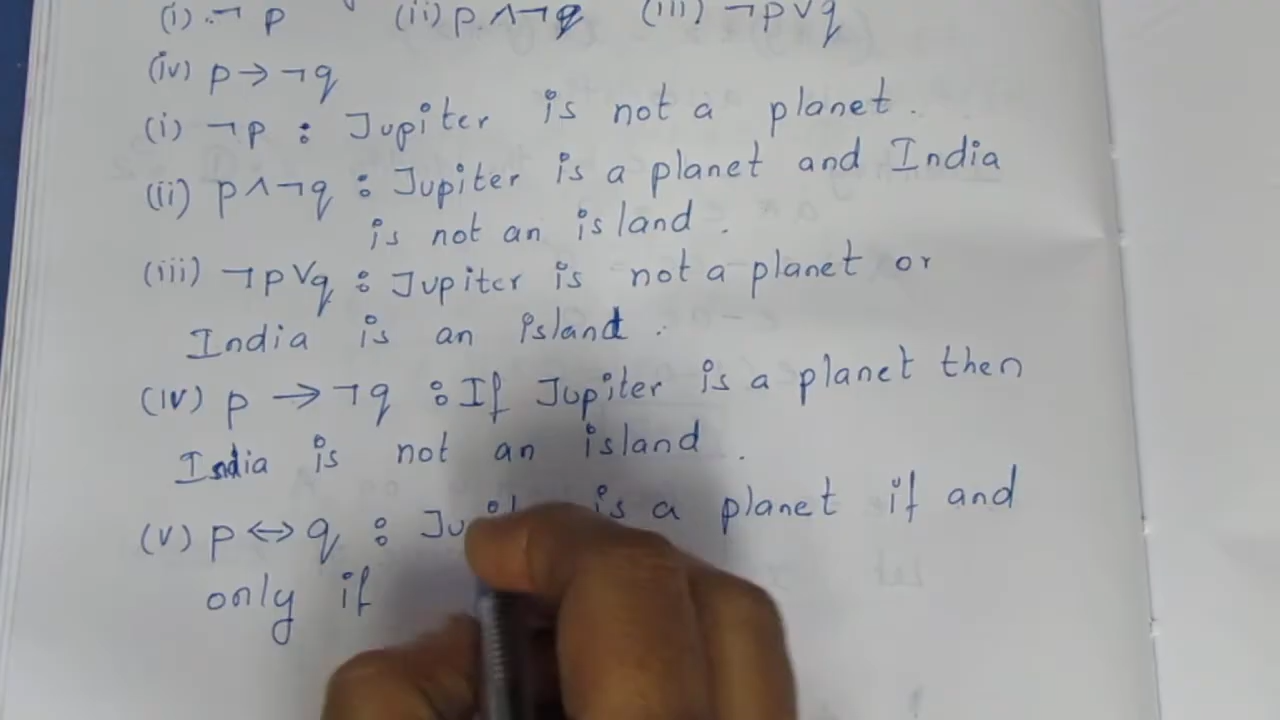 (i) ¬ p (ii) p ∧ ¬ q (iii) ¬ p ∨ q
(iv) p → ¬ q
(i) ¬ p : Jupiter is not a planet.
(ii) p ∧ ¬ q : Jupiter is a planet and India
is not an island.
(iii) ¬ p ∨ q : Jupiter is not a planet or
India is an island.
(iv) p → ¬ q : If Jupiter is a planet then
India is not an island.
(v) p ↔ q : is a planet if and
only if